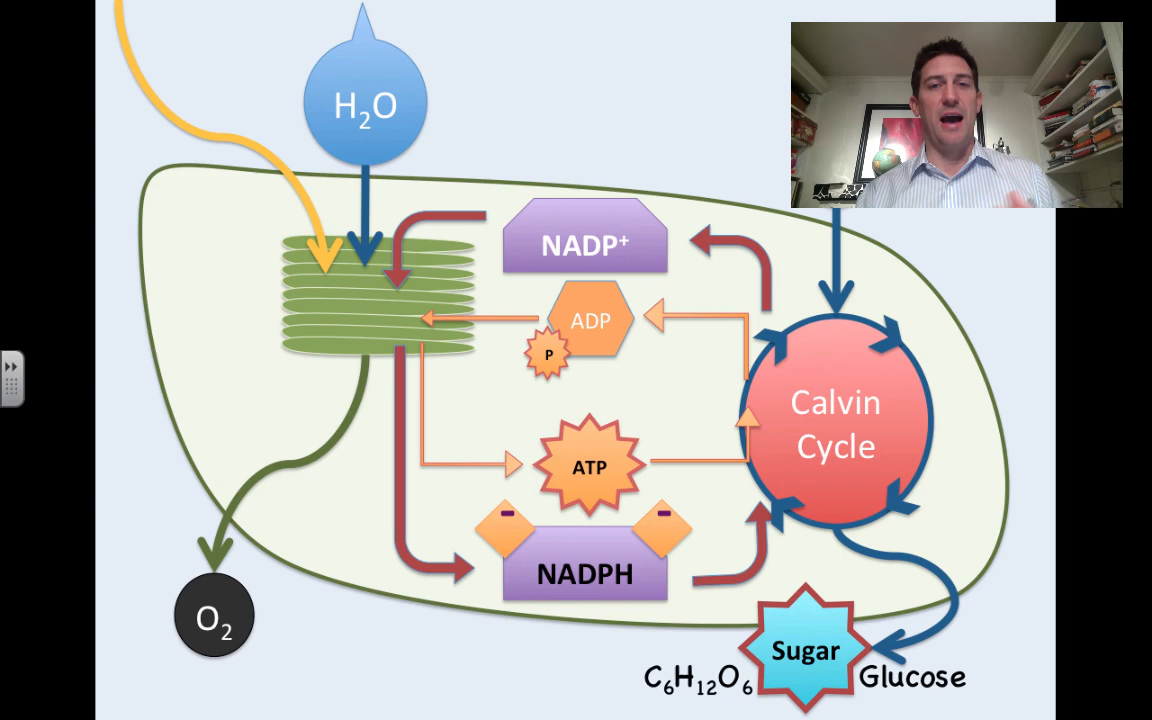 H₂O
NADP⁺
ADP
P
Calvin
Cycle
ATP
NADPH
O₂
Sugar
C₆H₁₂O₆
Glucose